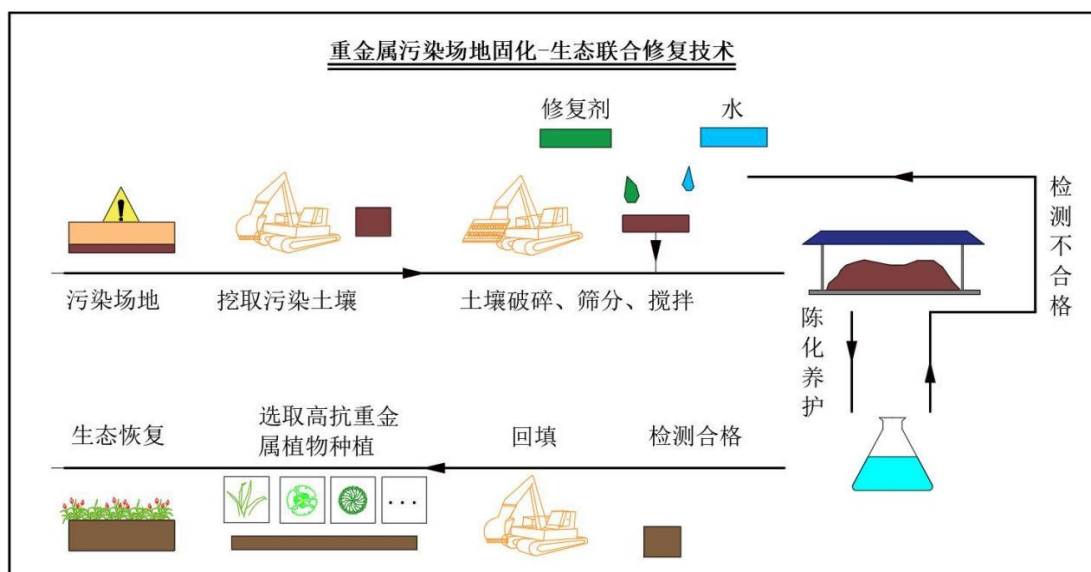 重金属污染场地固化-生态联合修复技术
修复剂
水
检测不合格
污染场地
挖取污染土壤
土壤破碎、筛分、搅拌
陈化养护
生态恢复
选取高抗重金
属植物种植
回填
检测合格